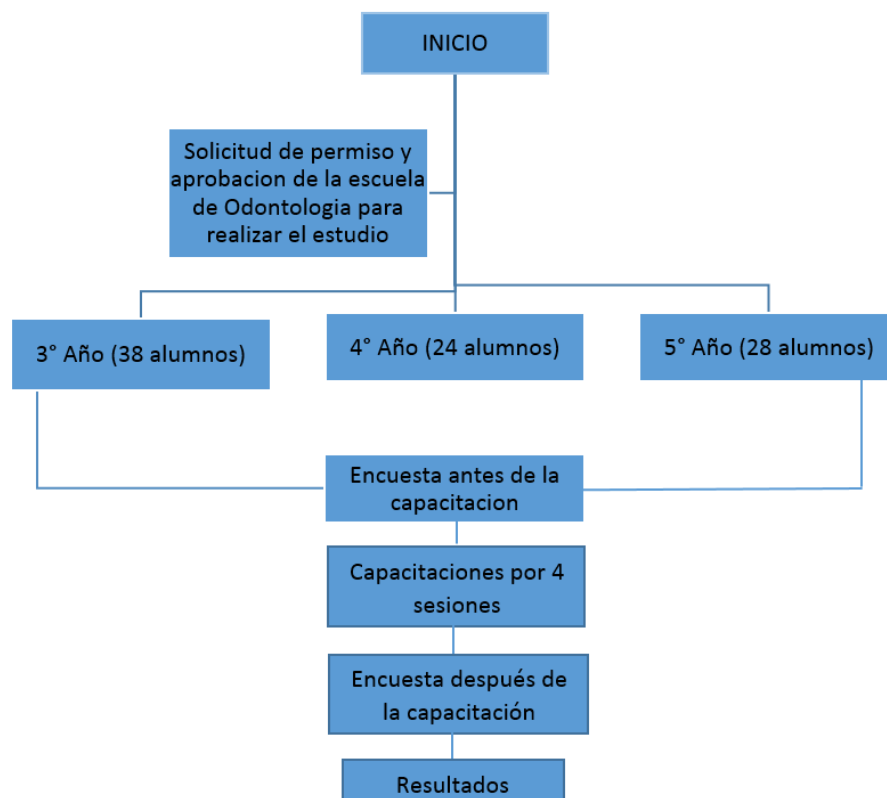 INICIO
Solicitud de permiso y
aprobacion de la escuela
de Odontologia para
realizar el estudio
3° Año (38 alumnos)
4° Año (24 alumnos)
5° Año (28 alumnos)
Encuesta antes de la
capacitacion
Capacitaciones por 4
sesiones
Encuesta después de
la capacitación
Resultados